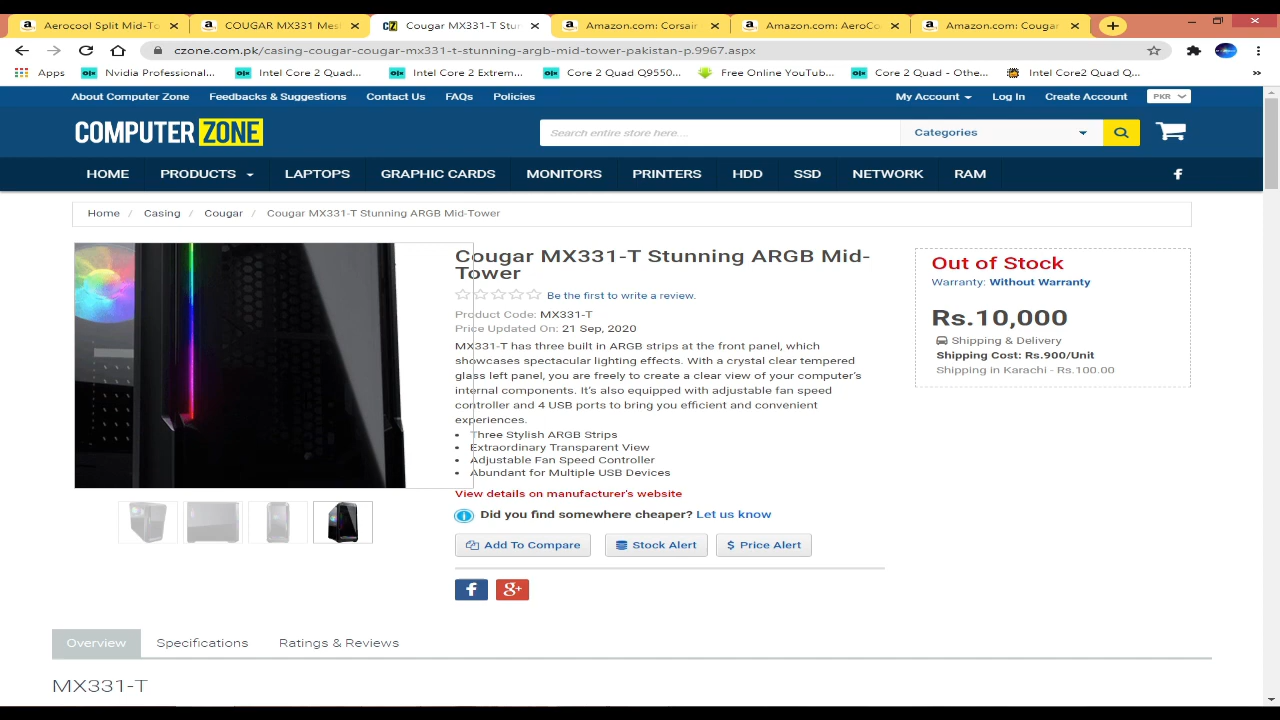 Aerocool Split Mid-To
COUGAR MX331 Mesh
Cougar MX331-T Stun
Amazon.com: Corsair
Amazon.com: AeroCo
Amazon.com: Cougar
czone.com.pk/casing-cougar-cougar-mx331-t-stunning-argb-mid-tower-pakistan-p.9967.aspx
Apps
Nvidia Professional...
Intel Core 2 Quad...
Intel Core 2 Extrem...
Core 2 Quad Q9550...
Free Online YouTub...
Core 2 Quad - Othe...
Intel Core2 Quad Q...
About Computer Zone
Feedbacks & Suggestions
Contact Us
FAQs
Policies
My Account
Log In
Create Account
PKR
COMPUTER ZONE
Search entire store here....
Categories
HOME
PRODUCTS
LAPTOPS
GRAPHIC CARDS
MONITORS
PRINTERS
HDD
SSD
NETWORK
RAM
Home / Casing / Cougar / Cougar MX331-T Stunning ARGB Mid-Tower
Cougar MX331-T Stunning ARGB Mid-
Tower
Be the first to write a review.
Product Code: MX331-T
Price Updated On: 21 Sep, 2020
MX331-T has three built in ARGB strips at the front panel, which
showcases spectacular lighting effects. With a crystal clear tempered
glass left panel, you are freely to create a clear view of your computer's
internal components. It's also equipped with adjustable fan speed
controller and 4 USB ports to bring you efficient and convenient
experiences.
• Three Stylish ARGB Strips
• Extraordinary Transparent View
• Adjustable Fan Speed Controller
• Abundant for Multiple USB Devices
View details on manufacturer's website
Did you find somewhere cheaper? Let us know
Add To Compare
Stock Alert
$ Price Alert
Out of Stock
Warranty: Without Warranty
Rs.10,000
Shipping & Delivery
Shipping Cost: Rs.900/Unit
Shipping in Karachi - Rs.100.00
Overview
Specifications
Ratings & Reviews
MX331-T